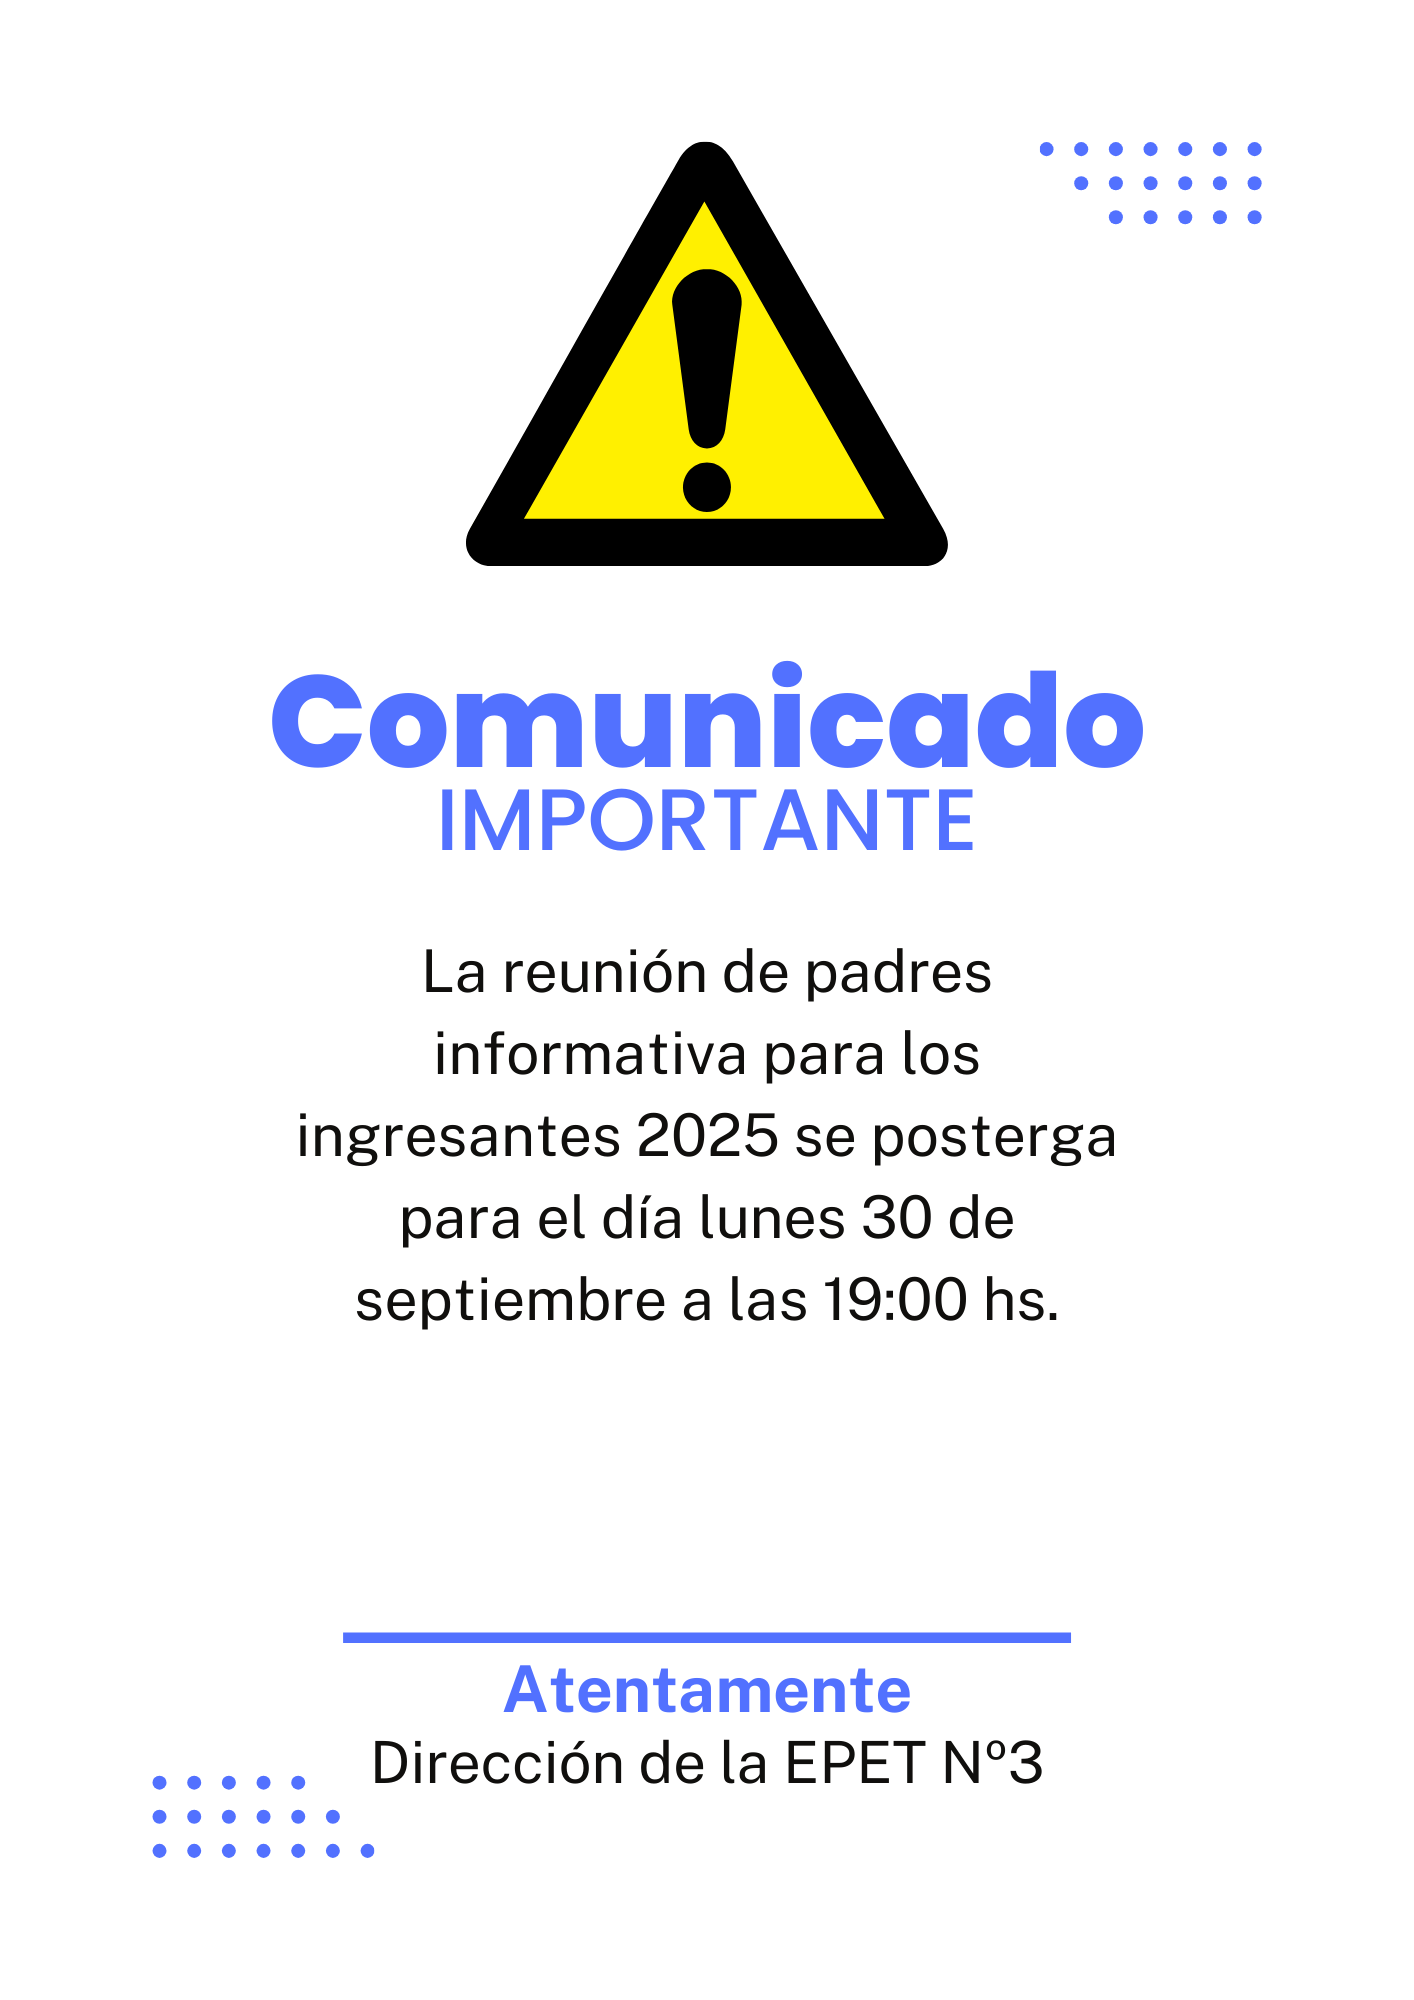 Comunicado
IMPORTANTE
La reunión de padres
informativa para los
ingresantes 2025 se posterga
para el día lunes 30 de
septiembre a las 19:00 hs.
Atentamente
Dirección de la EPET Nº3